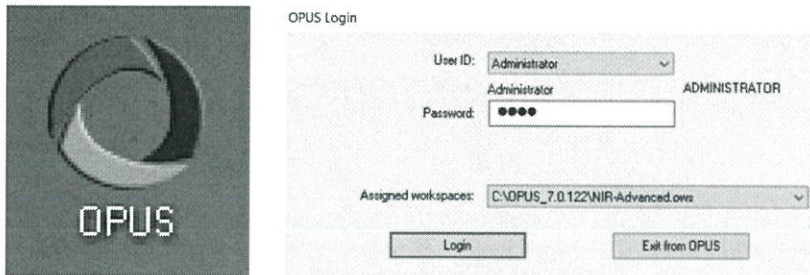 OPUS
OPUS Login
User ID: Administrator
Administrator ADMINISTRATOR
Password: ●●●●
Assigned workspaces: C:\OPUS_7.0.122\NIR-Advanced.ows
Login Exit from OPUS